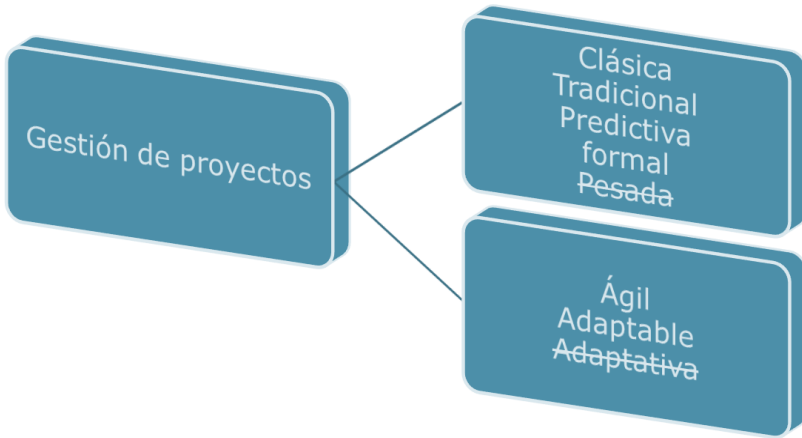 Gestión de proyectos
Clásica
Tradicional
Predictiva
formal
Pesada
Ágil
Adaptable
Adaptativa